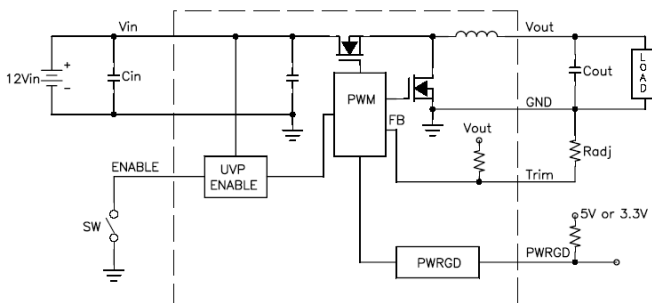 Vin
Vout
12Vin
+
-
Cin
PWM
Cout
LOAD
GND
FB
Vout
Radj
ENABLE
UVP
ENABLE
Trim
SW
5V or 3.3V
PWRGD
PWRGD